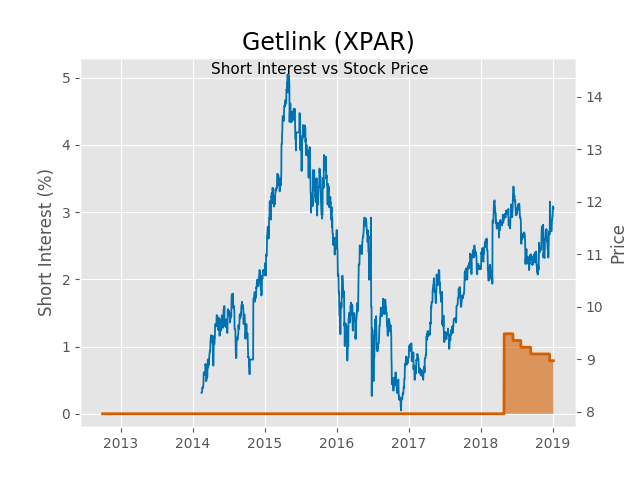 Getlink (XPAR)
Short Interest vs Stock Price
Short Interest (%)
5
4
3
2
1
0
14
13
12
11
10
9
8
Price
2013 2014 2015 2016 2017 2018 2019